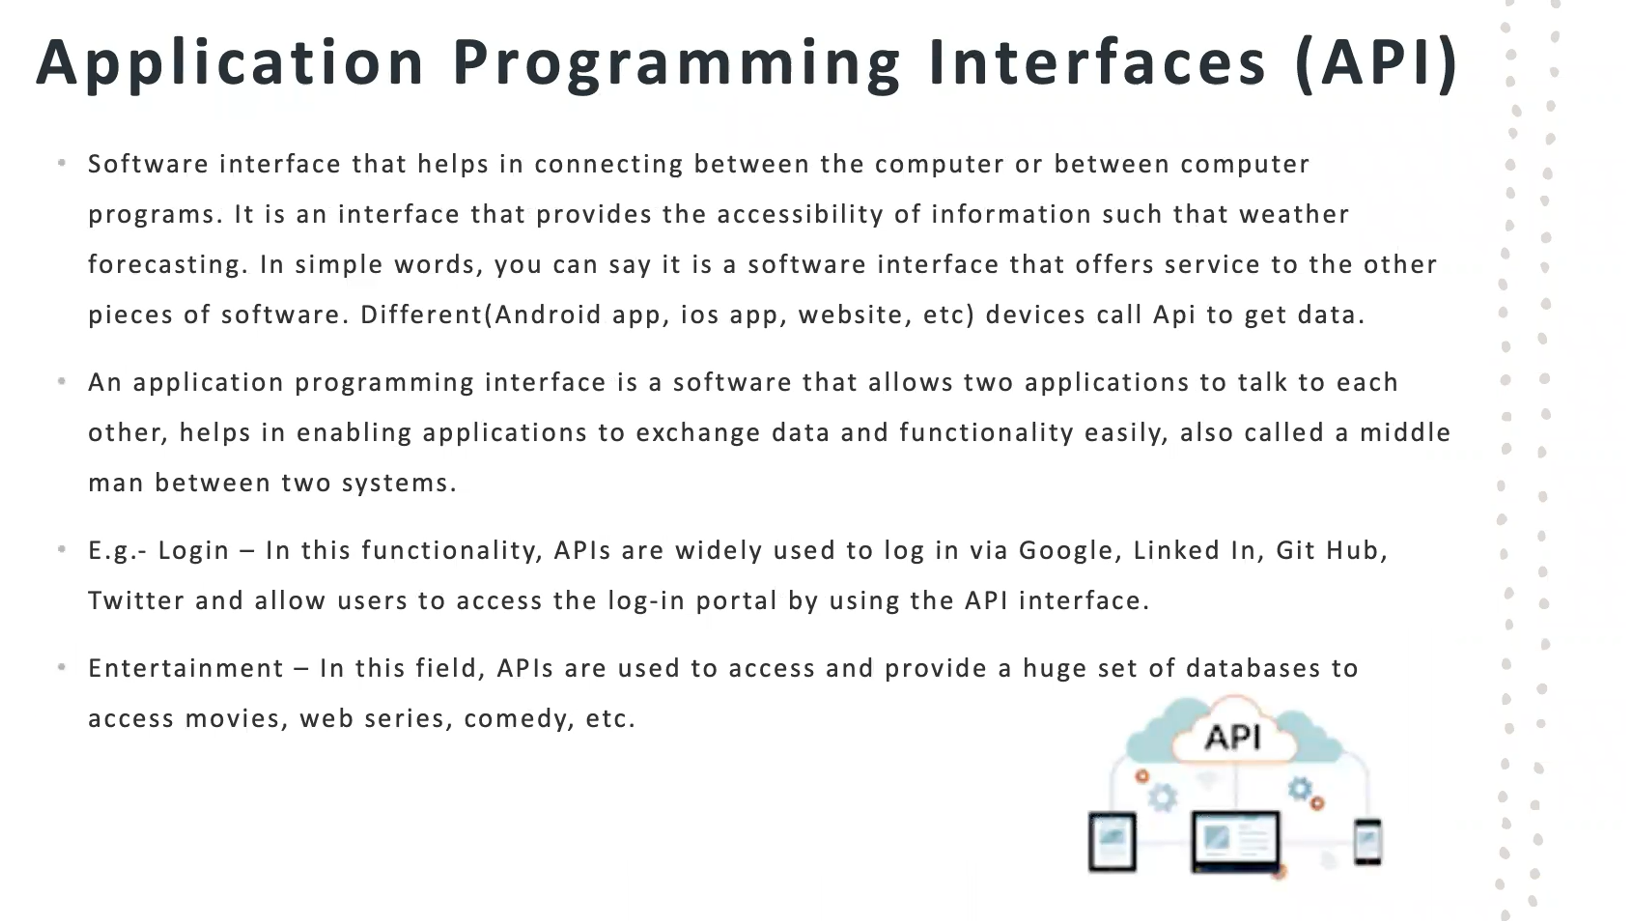 Application Programming Interfaces (API)
• Software interface that helps in connecting between the computer or between computer
programs. It is an interface that provides the accessibility of information such that weather
forecasting. In simple words, you can say it is a software interface that offers service to the other
pieces of software. Different(Android app, ios app, website, etc) devices call Api to get data.
• An application programming interface is a software that allows two applications to talk to each
other, helps in enabling applications to exchange data and functionality easily, also called a middle
man between two systems.
• E.g.- Login – In this functionality, APIs are widely used to log in via Google, Linked In, Git Hub,
Twitter and allow users to access the log-in portal by using the API interface.
• Entertainment – In this field, APIs are used to access and provide a huge set of databases to
access movies, web series, comedy, etc.
API